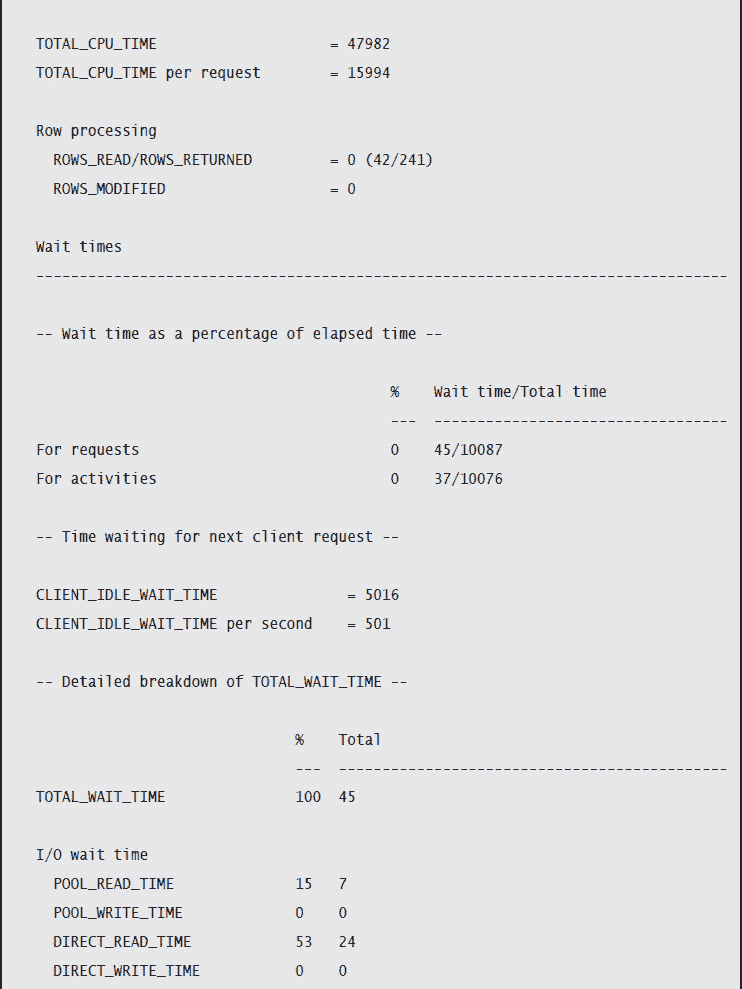 TOTAL_CPU_TIME = 47982
TOTAL_CPU_TIME per request = 15994
Row processing
ROWS_READ/ROWS_RETURNED = 0 (42/241)
ROWS_MODIFIED = 0
Wait times
--------------------------------------------------------------------------------
-- Wait time as a percentage of elapsed time --
% Wait time/Total time
--- ----------------------------------
For requests 0 45/10087
For activities 0 37/10076
-- Time waiting for next client request --
CLIENT_IDLE_WAIT_TIME = 5016
CLIENT_IDLE_WAIT_TIME per second = 501
-- Detailed breakdown of TOTAL_WAIT_TIME --
% Total
--- ---------------------------------------------
TOTAL_WAIT_TIME 100 45
I/O wait time
POOL_READ_TIME 15 7
POOL_WRITE_TIME 0 0
DIRECT_READ_TIME 53 24
DIRECT_WRITE_TIME 0 0